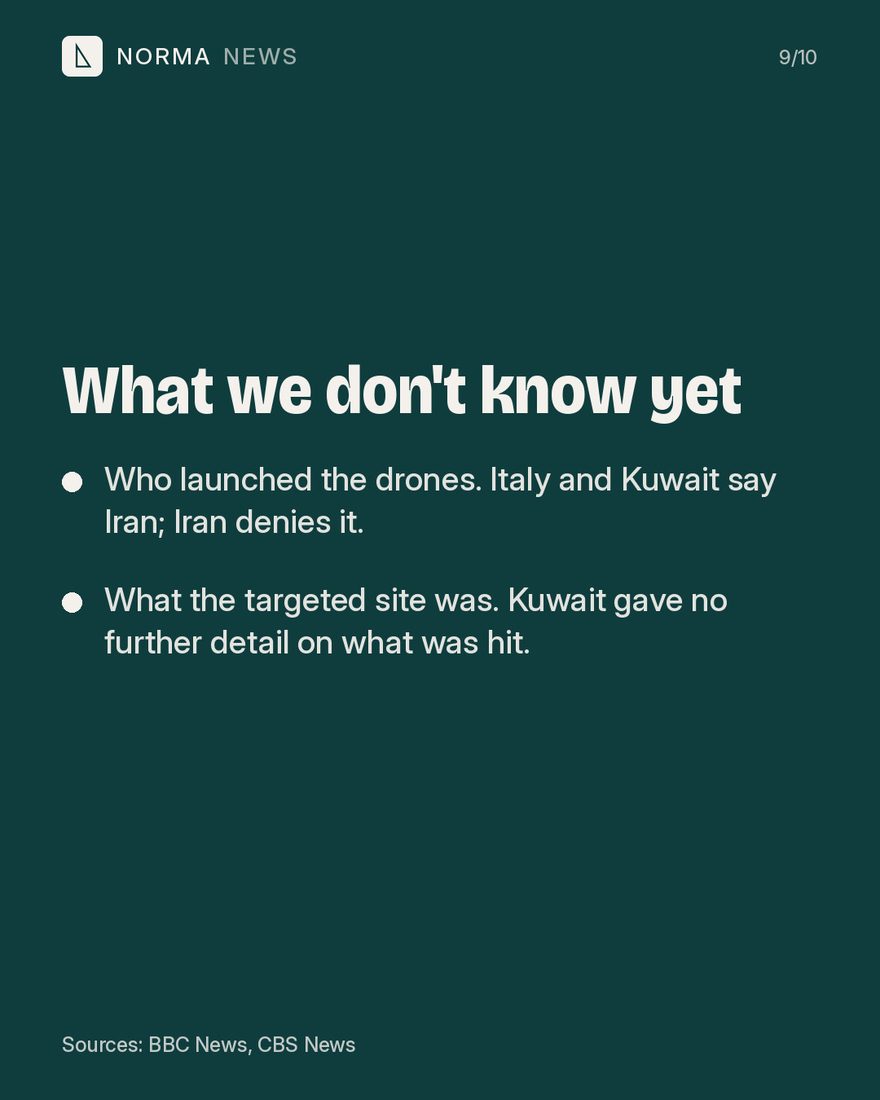 NORMA NEWS
9/10
What we don't know yet
Who launched the drones. Italy and Kuwait say
Iran; Iran denies it.
What the targeted site was. Kuwait gave no
further detail on what was hit.
Sources: BBC News, CBS News